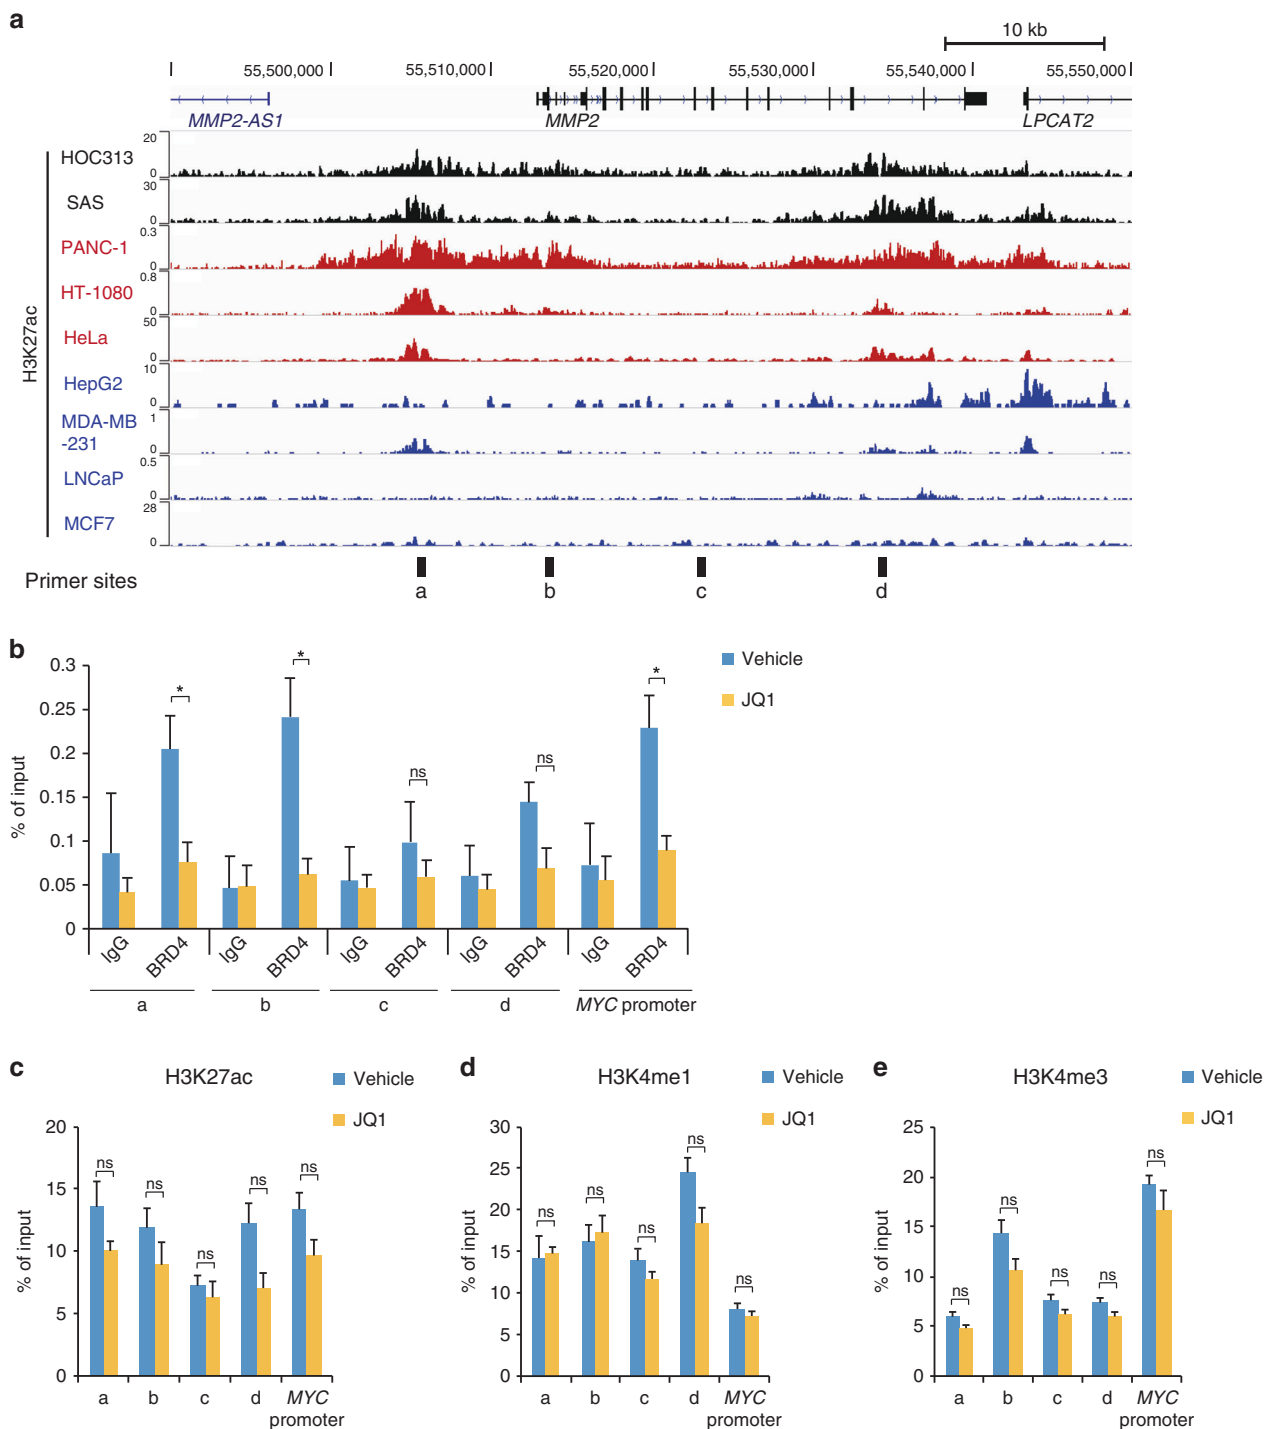 a
10 kb
55,500,000 55,510,000 55,520,000 55,530,000 55,540,000 55,550,000
MMP2-AS1 MMP2 LPCAT2
H3K27ac
HOC313 20 0
SAS 30 0
PANC-1 0.3 0
HT-1080 0.8 0
HeLa 50 0
HepG2 10 0
MDA-MB
-231 1 0
LNCaP 0.5 0
MCF7 28 0
Primer sites
a b c d
b
% of input
0.3
0.25
0.2
0.15
0.1
0.05
0
* * ns ns *
Vehicle
JQ1
IgG BRD4 IgG BRD4 IgG BRD4 IgG BRD4 IgG BRD4
a b c d MYC promoter
c
H3K27ac
Vehicle
JQ1
% of input
20
15
10
5
0
ns ns ns ns ns
a b c d MYC
promoter
d
H3K4me1
Vehicle
JQ1
% of input
30
25
20
15
10
5
0
ns ns ns ns ns
a b c d MYC
promoter
e
H3K4me3
Vehicle
JQ1
% of input
25
20
15
10
5
0
ns ns ns ns ns
a b c d MYC
promoter